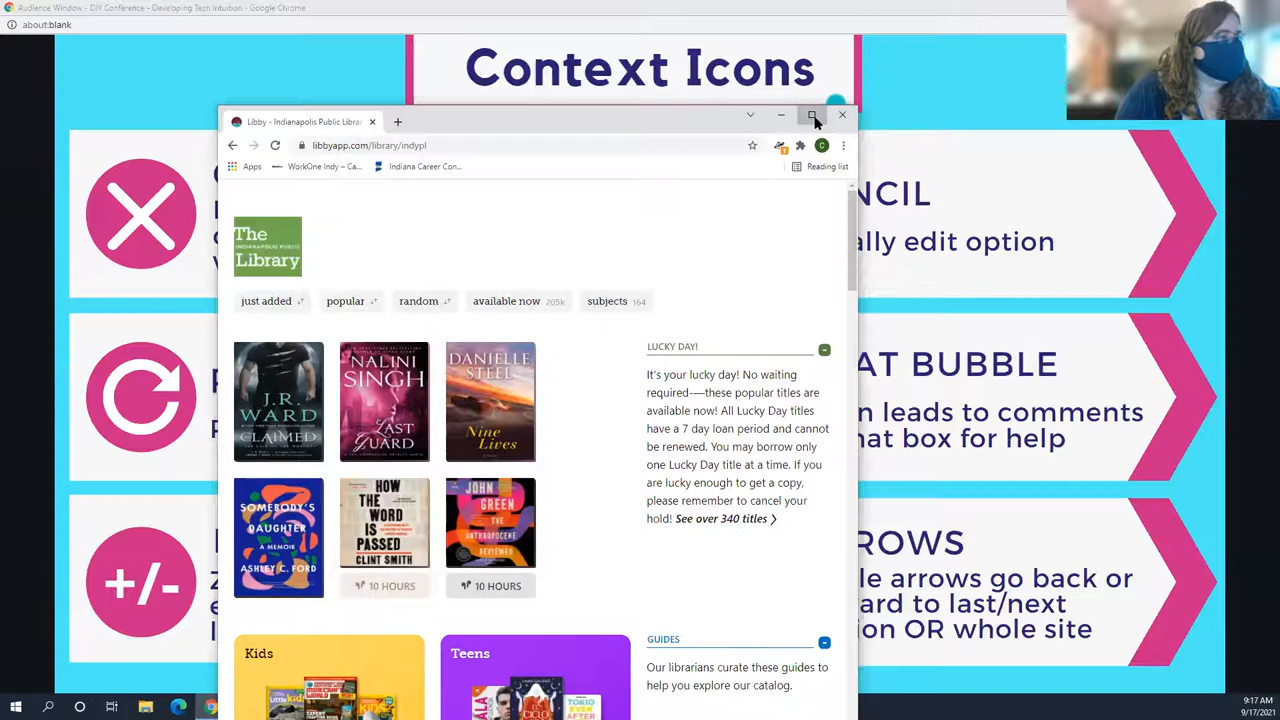 Audience Window - DIY Conference - Developing Tech Intuition - Google Chrome
about:blank
Context Icons
Libby - Indianapolis Public Libra
libbyapp.com/library/indypl
C
Apps
WorkOne Indy – Ca...
Indiana Career Con...
Reading list
The
INDIANAPOLIS PUBLIC
Library
just added
popular
random
available now 203k
subjects 164
J.R.
WARD
CLAIMED
NALINI
SINGH
LAST
GUARD
DANIELLE
STEEL
Nine
Lives
SOMEBODY'S
DAUGHTER
A MEMOIR
ASHLEY C. FORD
HOW
THE
WORD IS
PASSED
CLINT SMITH
10 HOURS
JOHN
GREEN
THE
ANTHROPOCENE
REVIEWED
10 HOURS
LUCKY DAY!
It's your lucky day! No waiting
required-—these popular titles are
available now! All Lucky Day titles
have a 7 day loan period and cannot
be renewed. You may borrow only
one Lucky Day title at a time. If you
are lucky enough to get a copy,
please remember to cancel your
hold! See over 340 titles
Kids
Teens
GUIDES
Our librarians curate these guides to
help you explore our catalog.
NCIL
ally edit option
AT BUBBLE
n leads to comments
hat box for help
ROWS
le arrows go back or
ard to last/next
ion OR whole site
+/-
9:17 AM
9/17/2021